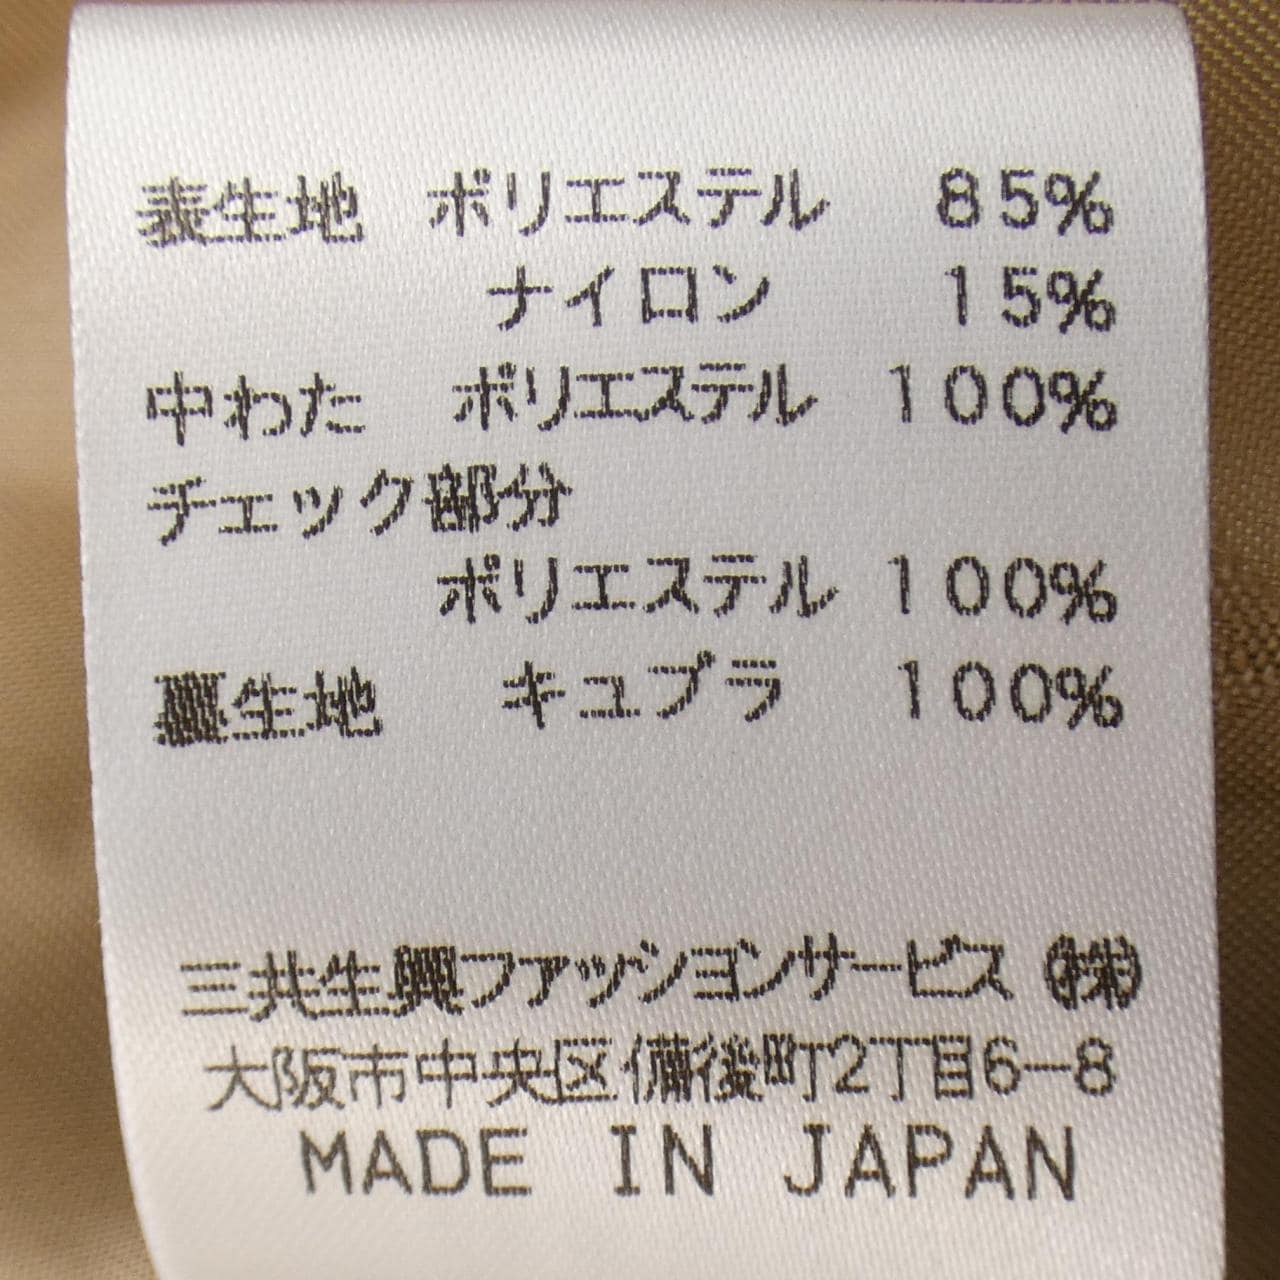 表生地 ポリエステル 85%
ナイロン 15%
中わた ポリエステル 100%
チェック部分
ポリエステル 100%
裏生地 キュプラ 100%
三共生興ファッションサービス ㈱
大阪市中央区備後町2丁目6-8
MADE IN JAPAN